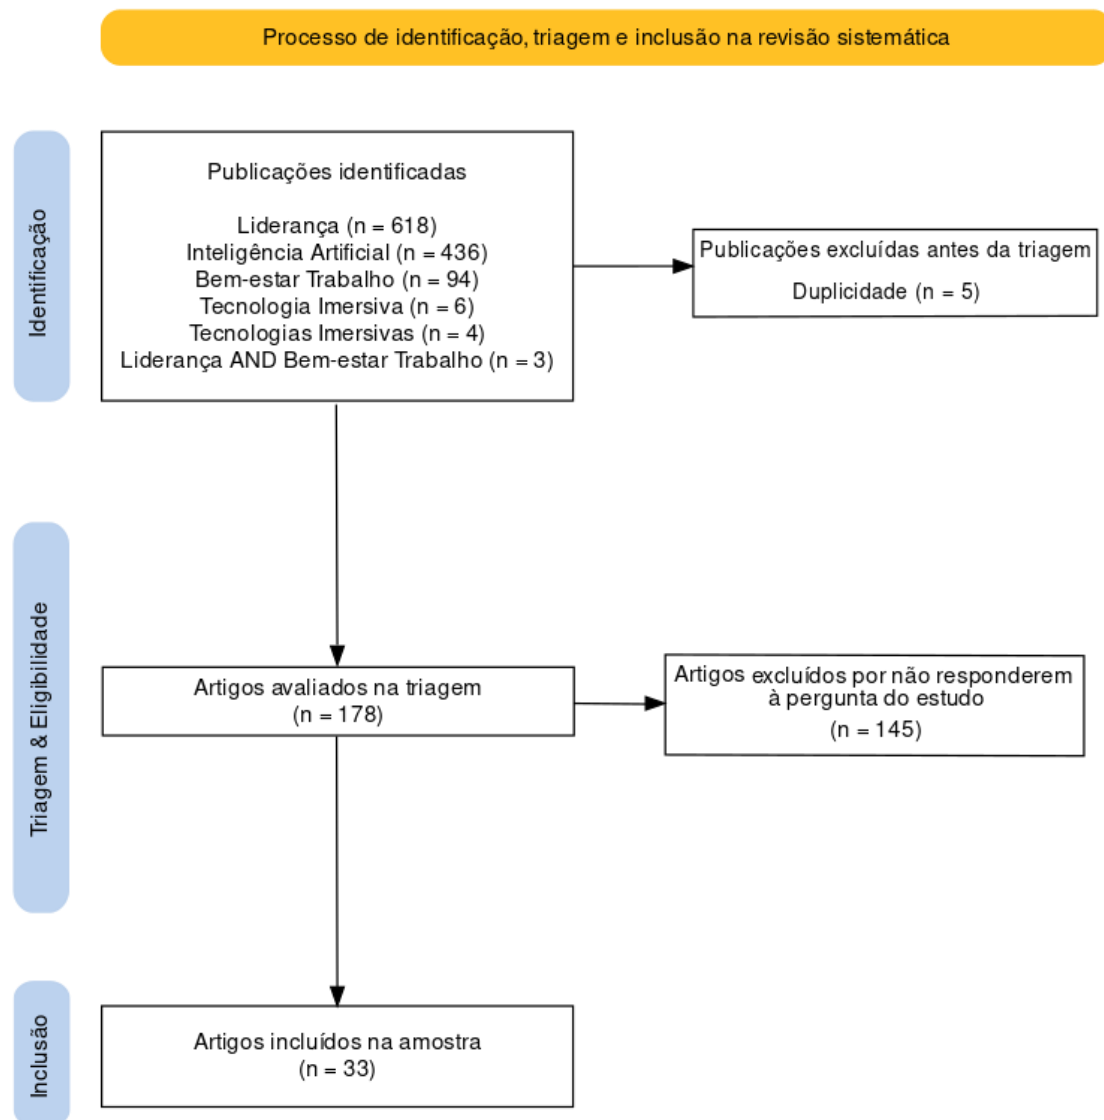 Processo de identificação, triagem e inclusão na revisão sistemática
Identificação
Publicações identificadas
Liderança (n = 618)
Inteligência Artificial (n = 436)
Bem-estar Trabalho (n = 94)
Tecnologia Imersiva (n = 6)
Tecnologias Imersivas (n = 4)
Liderança AND Bem-estar Trabalho (n = 3)
Publicações excluídas antes da triagem
Duplicidade (n = 5)
Triagem & Eligibilidade
Artigos avaliados na triagem
(n = 178)
Artigos excluídos por não responderem
à pergunta do estudo
(n = 145)
Inclusão
Artigos incluídos na amostra
(n = 33)